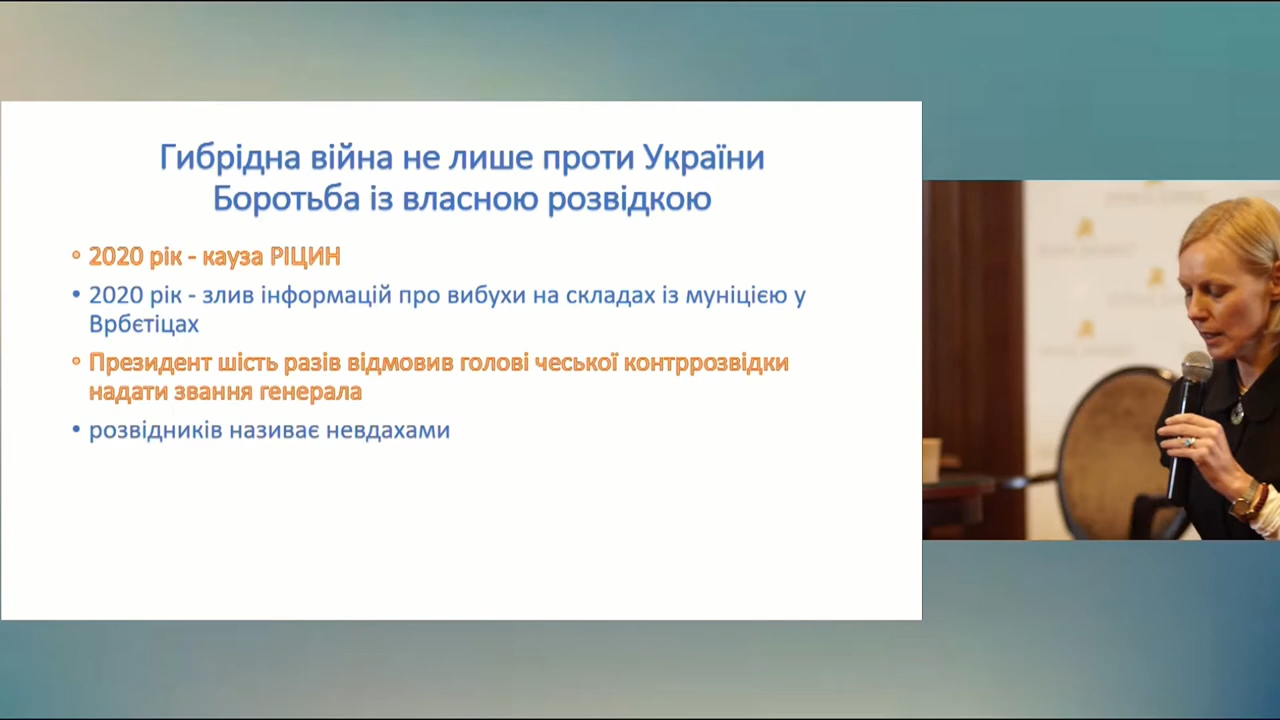 Гибрідна війна не лише проти України
Боротьба із власною розвідкою
• 2020 рік - кауза РІЦИН
• 2020 рік - злив інформацій про вибухи на складах із муніцією у
Врбєтіцах
• Президент шість разів відмовив голові чеської контррозвідки
надати звання генерала
• розвідників називає невдахами